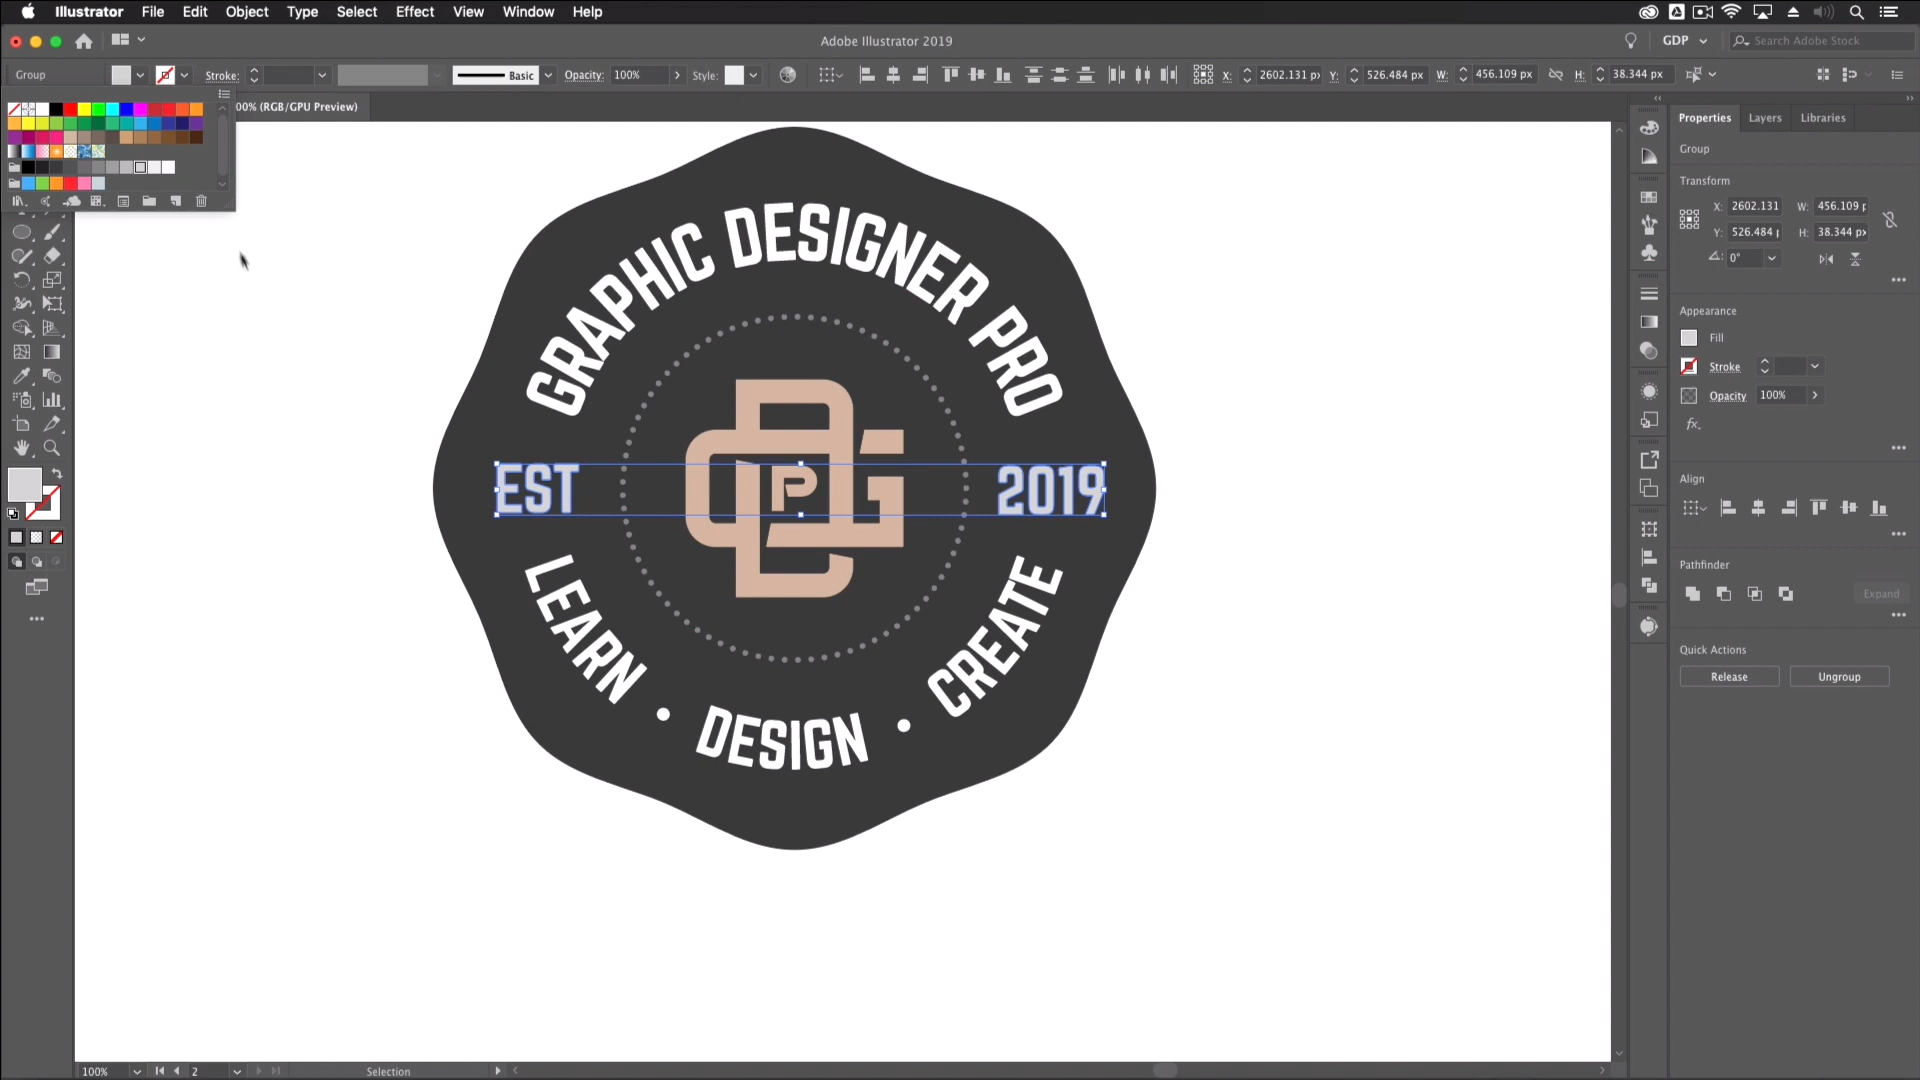 Illustrator File Edit Object Type Select Effect View Window Help
Adobe Illustrator 2019
GDP
Search Adobe Stock
Group
Stroke:
Basic
Opacity: 100%
Style:
X: 2602.131 px
Y: 526.484 px
W: 456.109 px
H: 38.344 px
00% (RGB/GPU Preview)
GRAPHIC DESIGNER PRO
EST
DGP
2019
LEARN • DESIGN • CREATE
Properties Layers Libraries
Group
Transform
X: 2602.131 W: 456.109 p
Y: 526.484 H: 38.344 px
0°
Appearance
Fill
Stroke
Opacity 100%
fx.
Align
Pathfinder
Expand
Quick Actions
Release Ungroup
100% 2 Selection